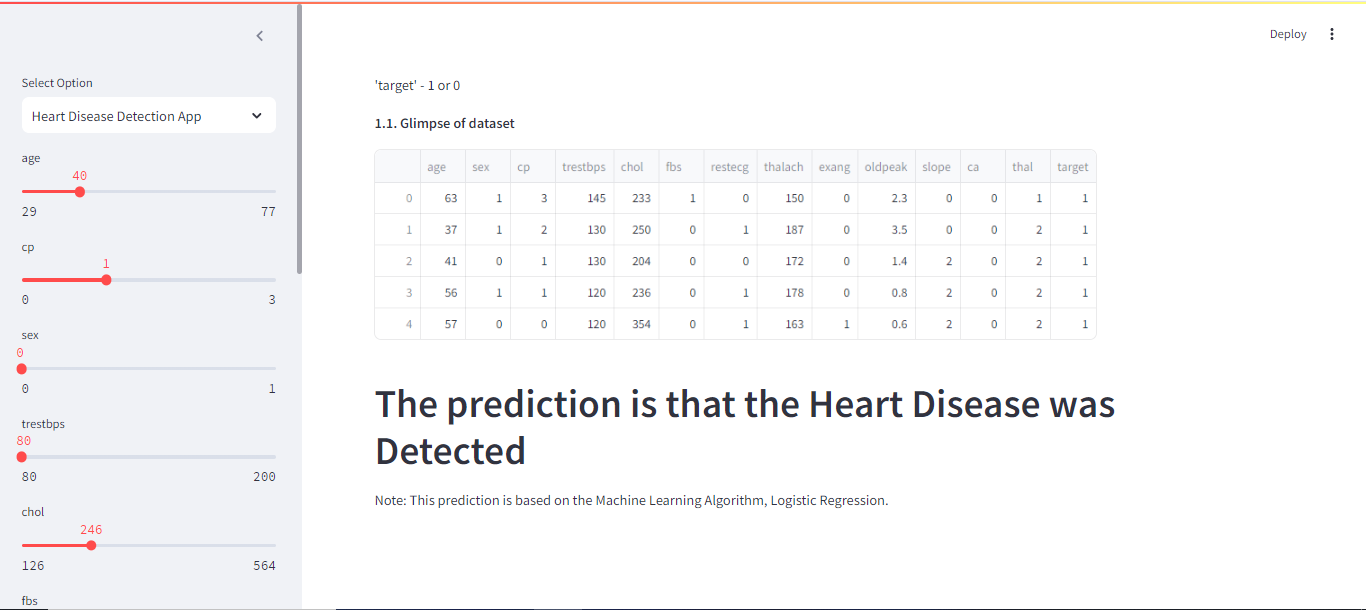 Deploy
Select Option
Heart Disease Detection App
age
40
29 77
cp
1
0 3
sex
0
0 1
trestbps
80
80 200
chol
246
126 564
fbs
'target' - 1 or 0
1.1. Glimpse of dataset
age sex cp trestbps chol fbs restecg thalach exang oldpeak slope ca thal target
0 63 1 3 145 233 1 0 150 0 2.3 0 0 1 1
1 37 1 2 130 250 0 1 187 0 3.5 0 0 2 1
2 41 0 1 130 204 0 0 172 0 1.4 2 0 2 1
3 56 1 1 120 236 0 1 178 0 0.8 2 0 2 1
4 57 0 0 120 354 0 1 163 1 0.6 2 0 2 1
The prediction is that the Heart Disease was
Detected
Note: This prediction is based on the Machine Learning Algorithm, Logistic Regression.